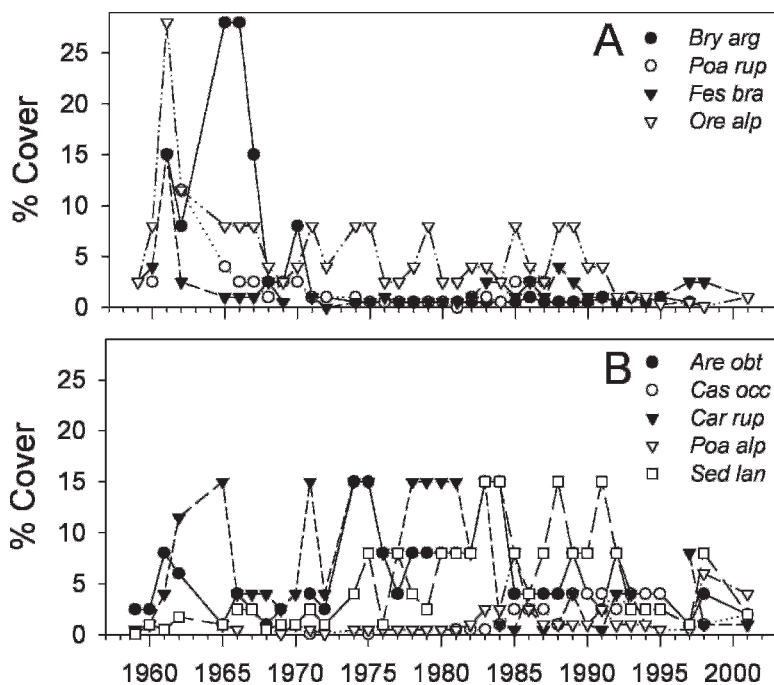 % Cover
25
20
15
10
5
0
A
Bry arg
Poa rup
Fes bra
Ore alp
% Cover
25
20
15
10
5
0
B
Are obt
Cas occ
Car rup
Poa alp
Sed lan
1960 1965 1970 1975 1980 1985 1990 1995 2000